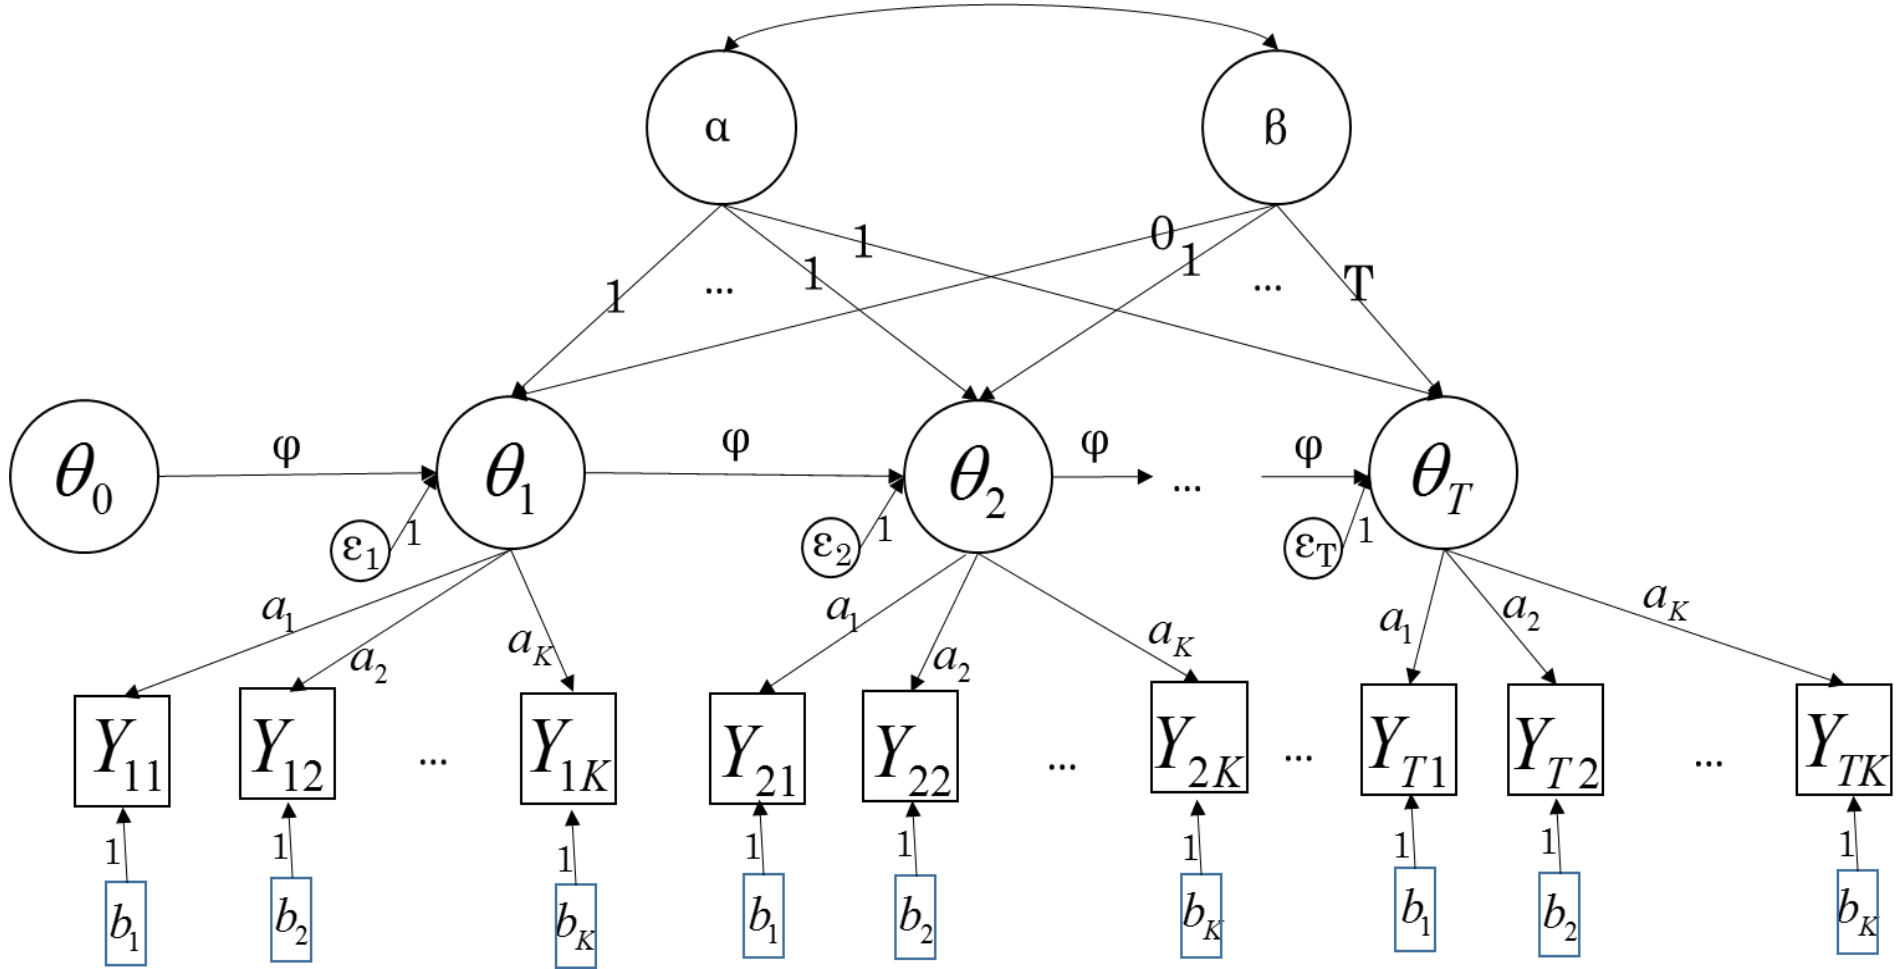 α β
1 ... 1 1 0 1 ... T
θ0 φ θ1 φ θ2 φ ... φ θT
ε1 1 ε2 1 εT 1
a1 a2 aK a1 a2 aK a1 a2 aK
Y11 Y12 ... Y1K Y21 Y22 ... Y2K ... YT1 YT2 ... YTK
1 1 1 1 1 1 1 1 1
b1 b2 bK b1 b2 bK b1 b2 bK